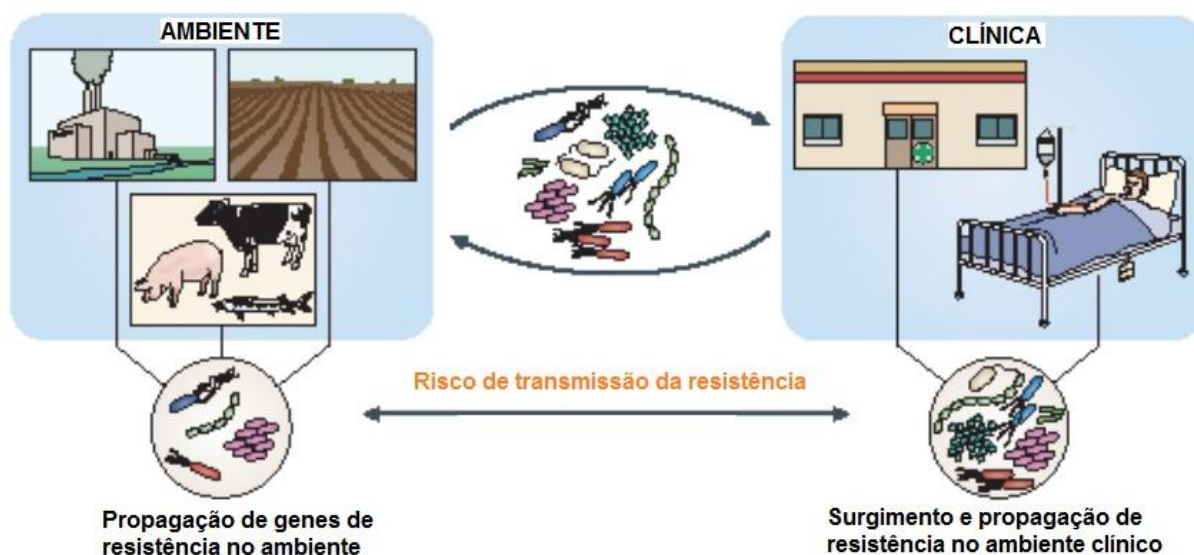 AMBIENTE
CLÍNICA
Risco de transmissão da resistência
Propagação de genes de
resistência no ambiente
Surgimento e propagação de
resistência no ambiente clínico